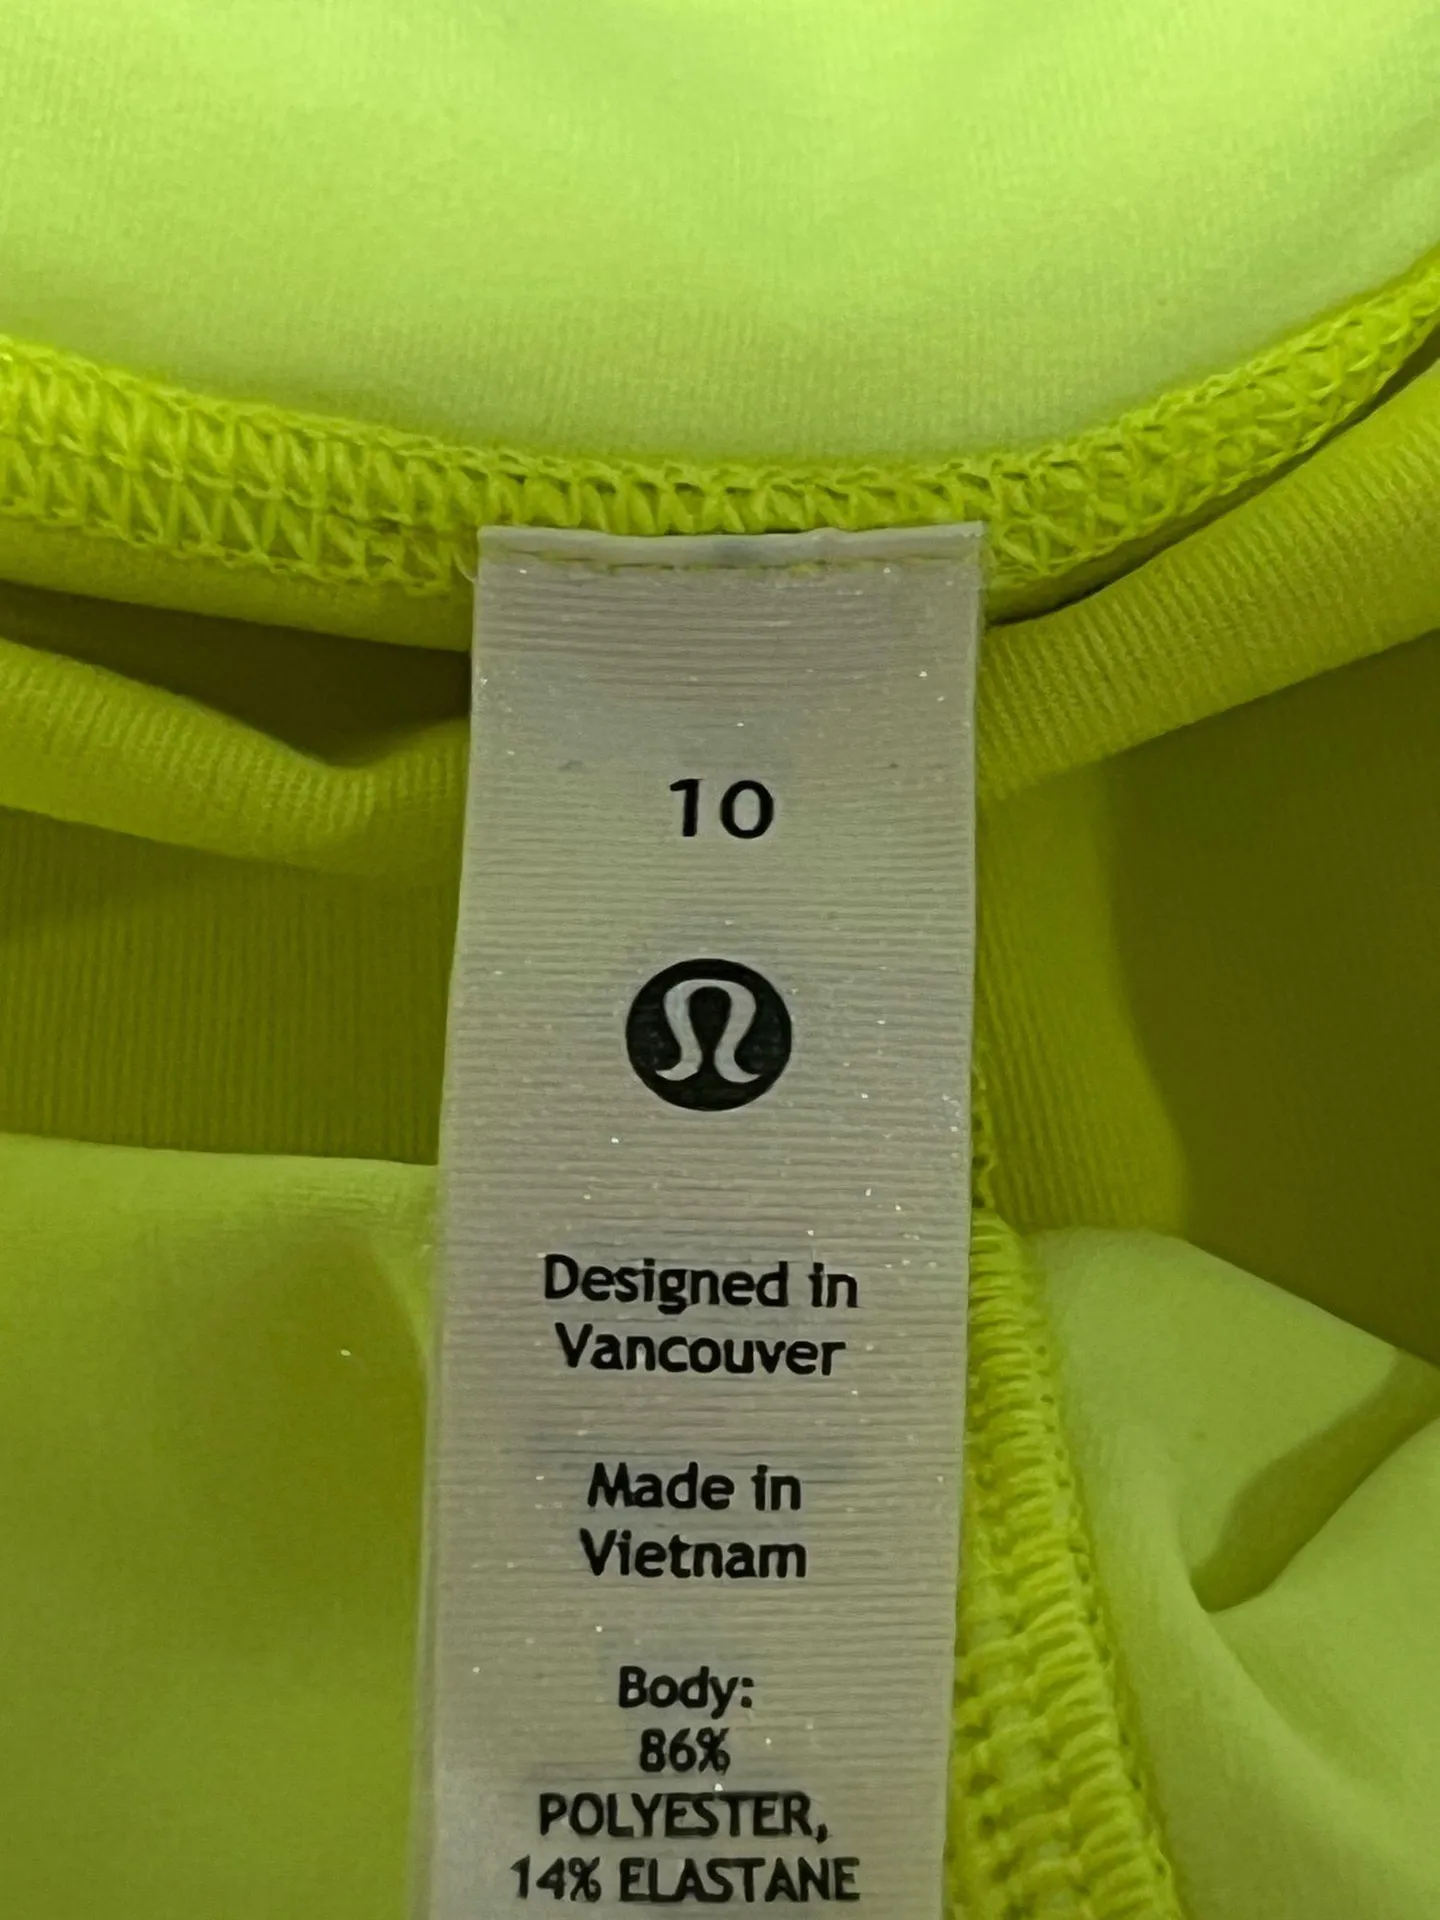 10
Designed in
Vancouver
Made in
Vietnam
Body:
86%
POLYESTER,
14% ELASTANE